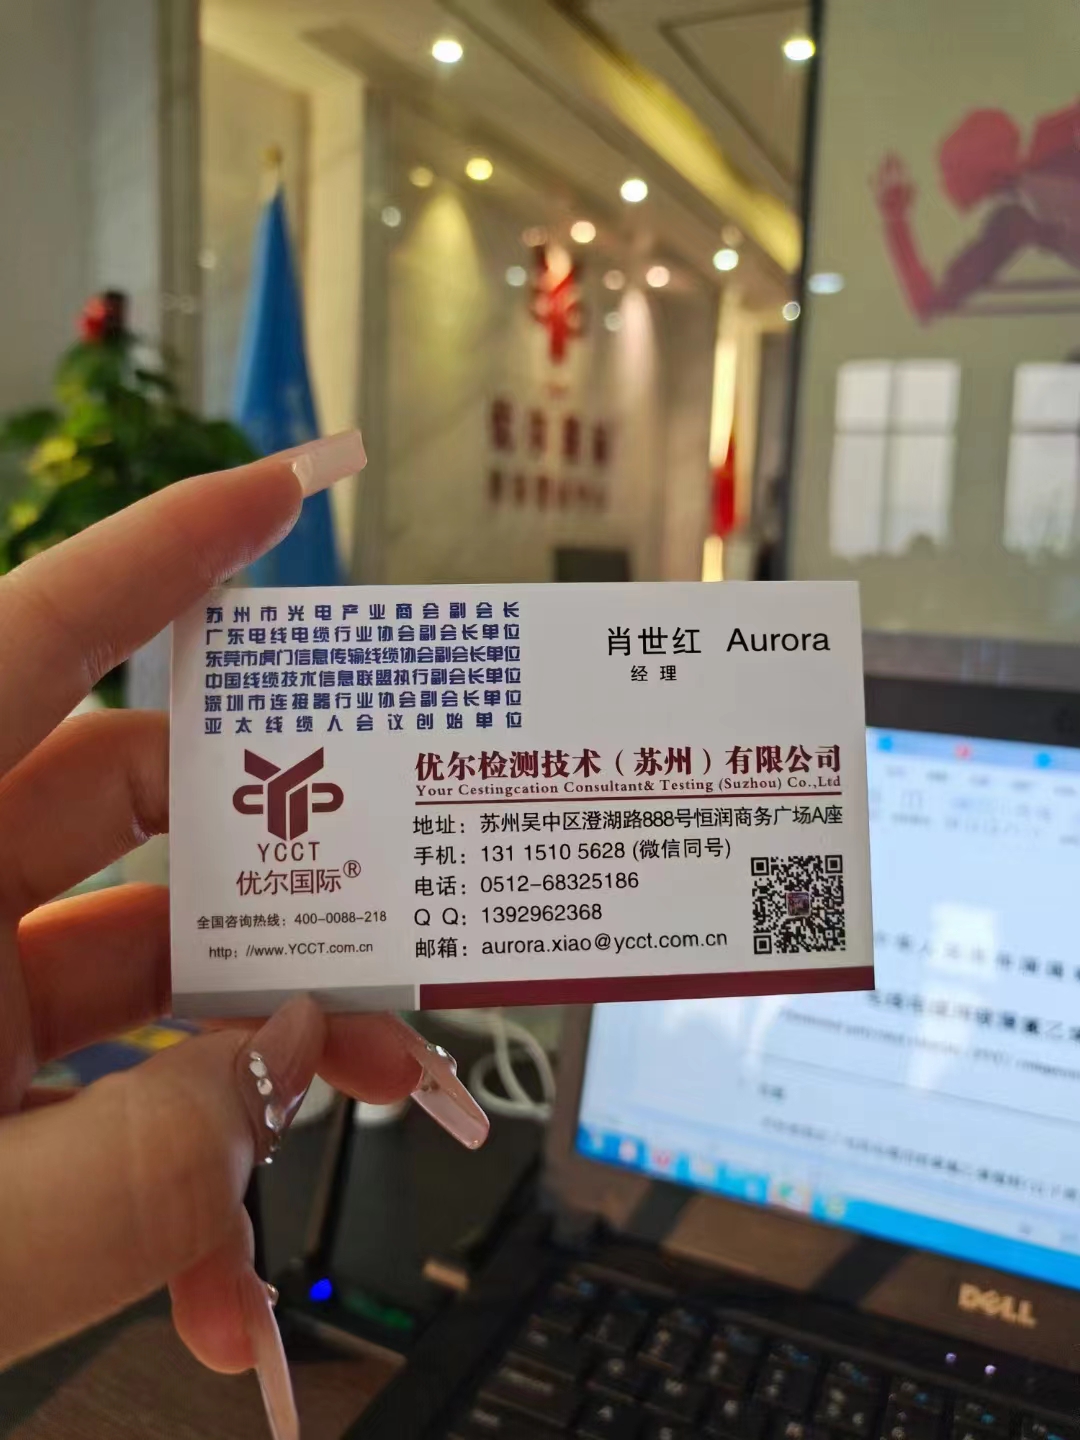 苏州市光电产业商会副会长
广东电线电缆行业协会副会长单位
东莞市虎门信息传输线缆协会副会长单位
中国线缆技术信息联盟执行副会长单位
深圳市连接器行业协会副会长单位
亚太线缆人会议创始单位
肖世红 Aurora
经理
YCCT
优尔国际®
全国咨询热线：400-0088-218
http：//www.YCCT.com.cn
优尔检测技术（苏州）有限公司
Your Cestingcation Consultant& Testing (Suzhou) Co.,Ltd
地址：苏州吴中区澄湖路888号恒润商务广场A座
手机：131 1510 5628 (微信同号)
电话：0512-68325186
Q Q：1392962368
邮箱：aurora.xiao@ycct.com.cn
DELL